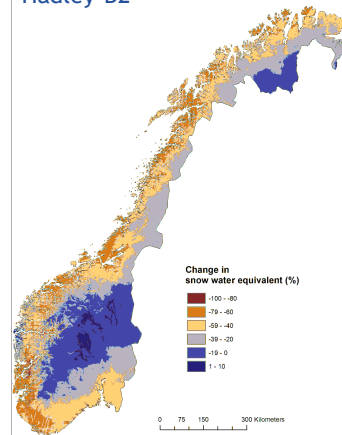 Hadley B2
Change in
snow water equivalent (%)
-100 - -80
-79 - -60
-59 - -40
-39 - -20
-19 - 0
1 - 10
0 75 150 300 Kilometers